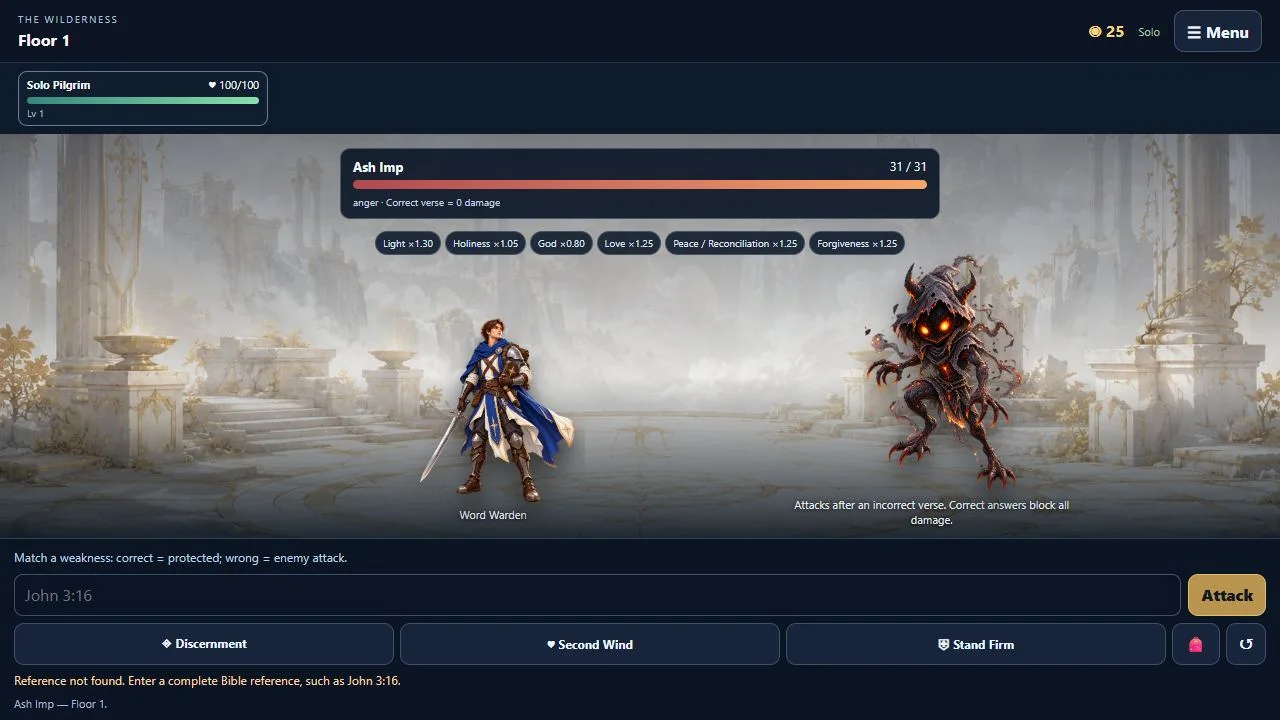 THE WILDERNESS
Floor 1
25 Solo ☰ Menu
Solo Pilgrim ♥ 100/100
Lv 1
Ash Imp 31 / 31
anger · Correct verse = 0 damage
Light ×1.30 Holiness ×1.05 God ×0.80 Love ×1.25 Peace / Reconciliation ×1.25 Forgiveness ×1.25
Word Warden
Attacks after an incorrect verse. Correct answers block all
damage.
Match a weakness: correct = protected; wrong = enemy attack.
John 3:16 Attack
Discernment ♥ Second Wind Stand Firm
Reference not found. Enter a complete Bible reference, such as John 3:16.
Ash Imp — Floor 1.